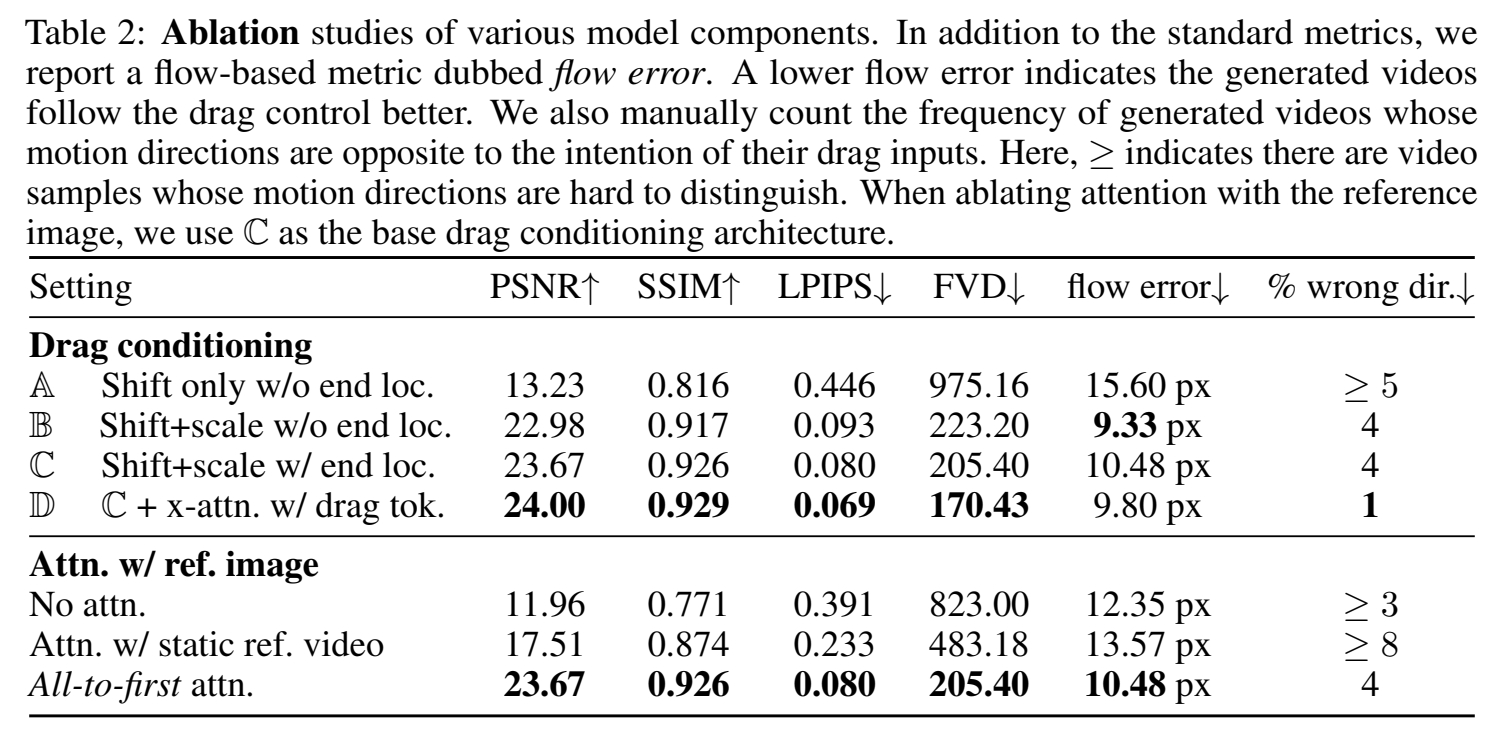 Table 2: Ablation studies of various model components. In addition to the standard metrics, we
report a flow-based metric dubbed flow error. A lower flow error indicates the generated videos
follow the drag control better. We also manually count the frequency of generated videos whose
motion directions are opposite to the intention of their drag inputs. Here, ≥ indicates there are video
samples whose motion directions are hard to distinguish. When ablating attention with the reference
image, we use ℂ as the base drag conditioning architecture.
Setting PSNR↑ SSIM↑ LPIPS↓ FVD↓ flow error↓ % wrong dir.↓
Drag conditioning
𝔸 Shift only w/o end loc. 13.23 0.816 0.446 975.16 15.60 px ≥ 5
𝔹 Shift+scale w/o end loc. 22.98 0.917 0.093 223.20 9.33 px 4
ℂ Shift+scale w/ end loc. 23.67 0.926 0.080 205.40 10.48 px 4
𝔻 ℂ + x-attn. w/ drag tok. 24.00 0.929 0.069 170.43 9.80 px 1
Attn. w/ ref. image
No attn. 11.96 0.771 0.391 823.00 12.35 px ≥ 3
Attn. w/ static ref. video 17.51 0.874 0.233 483.18 13.57 px ≥ 8
All-to-first attn. 23.67 0.926 0.080 205.40 10.48 px 4